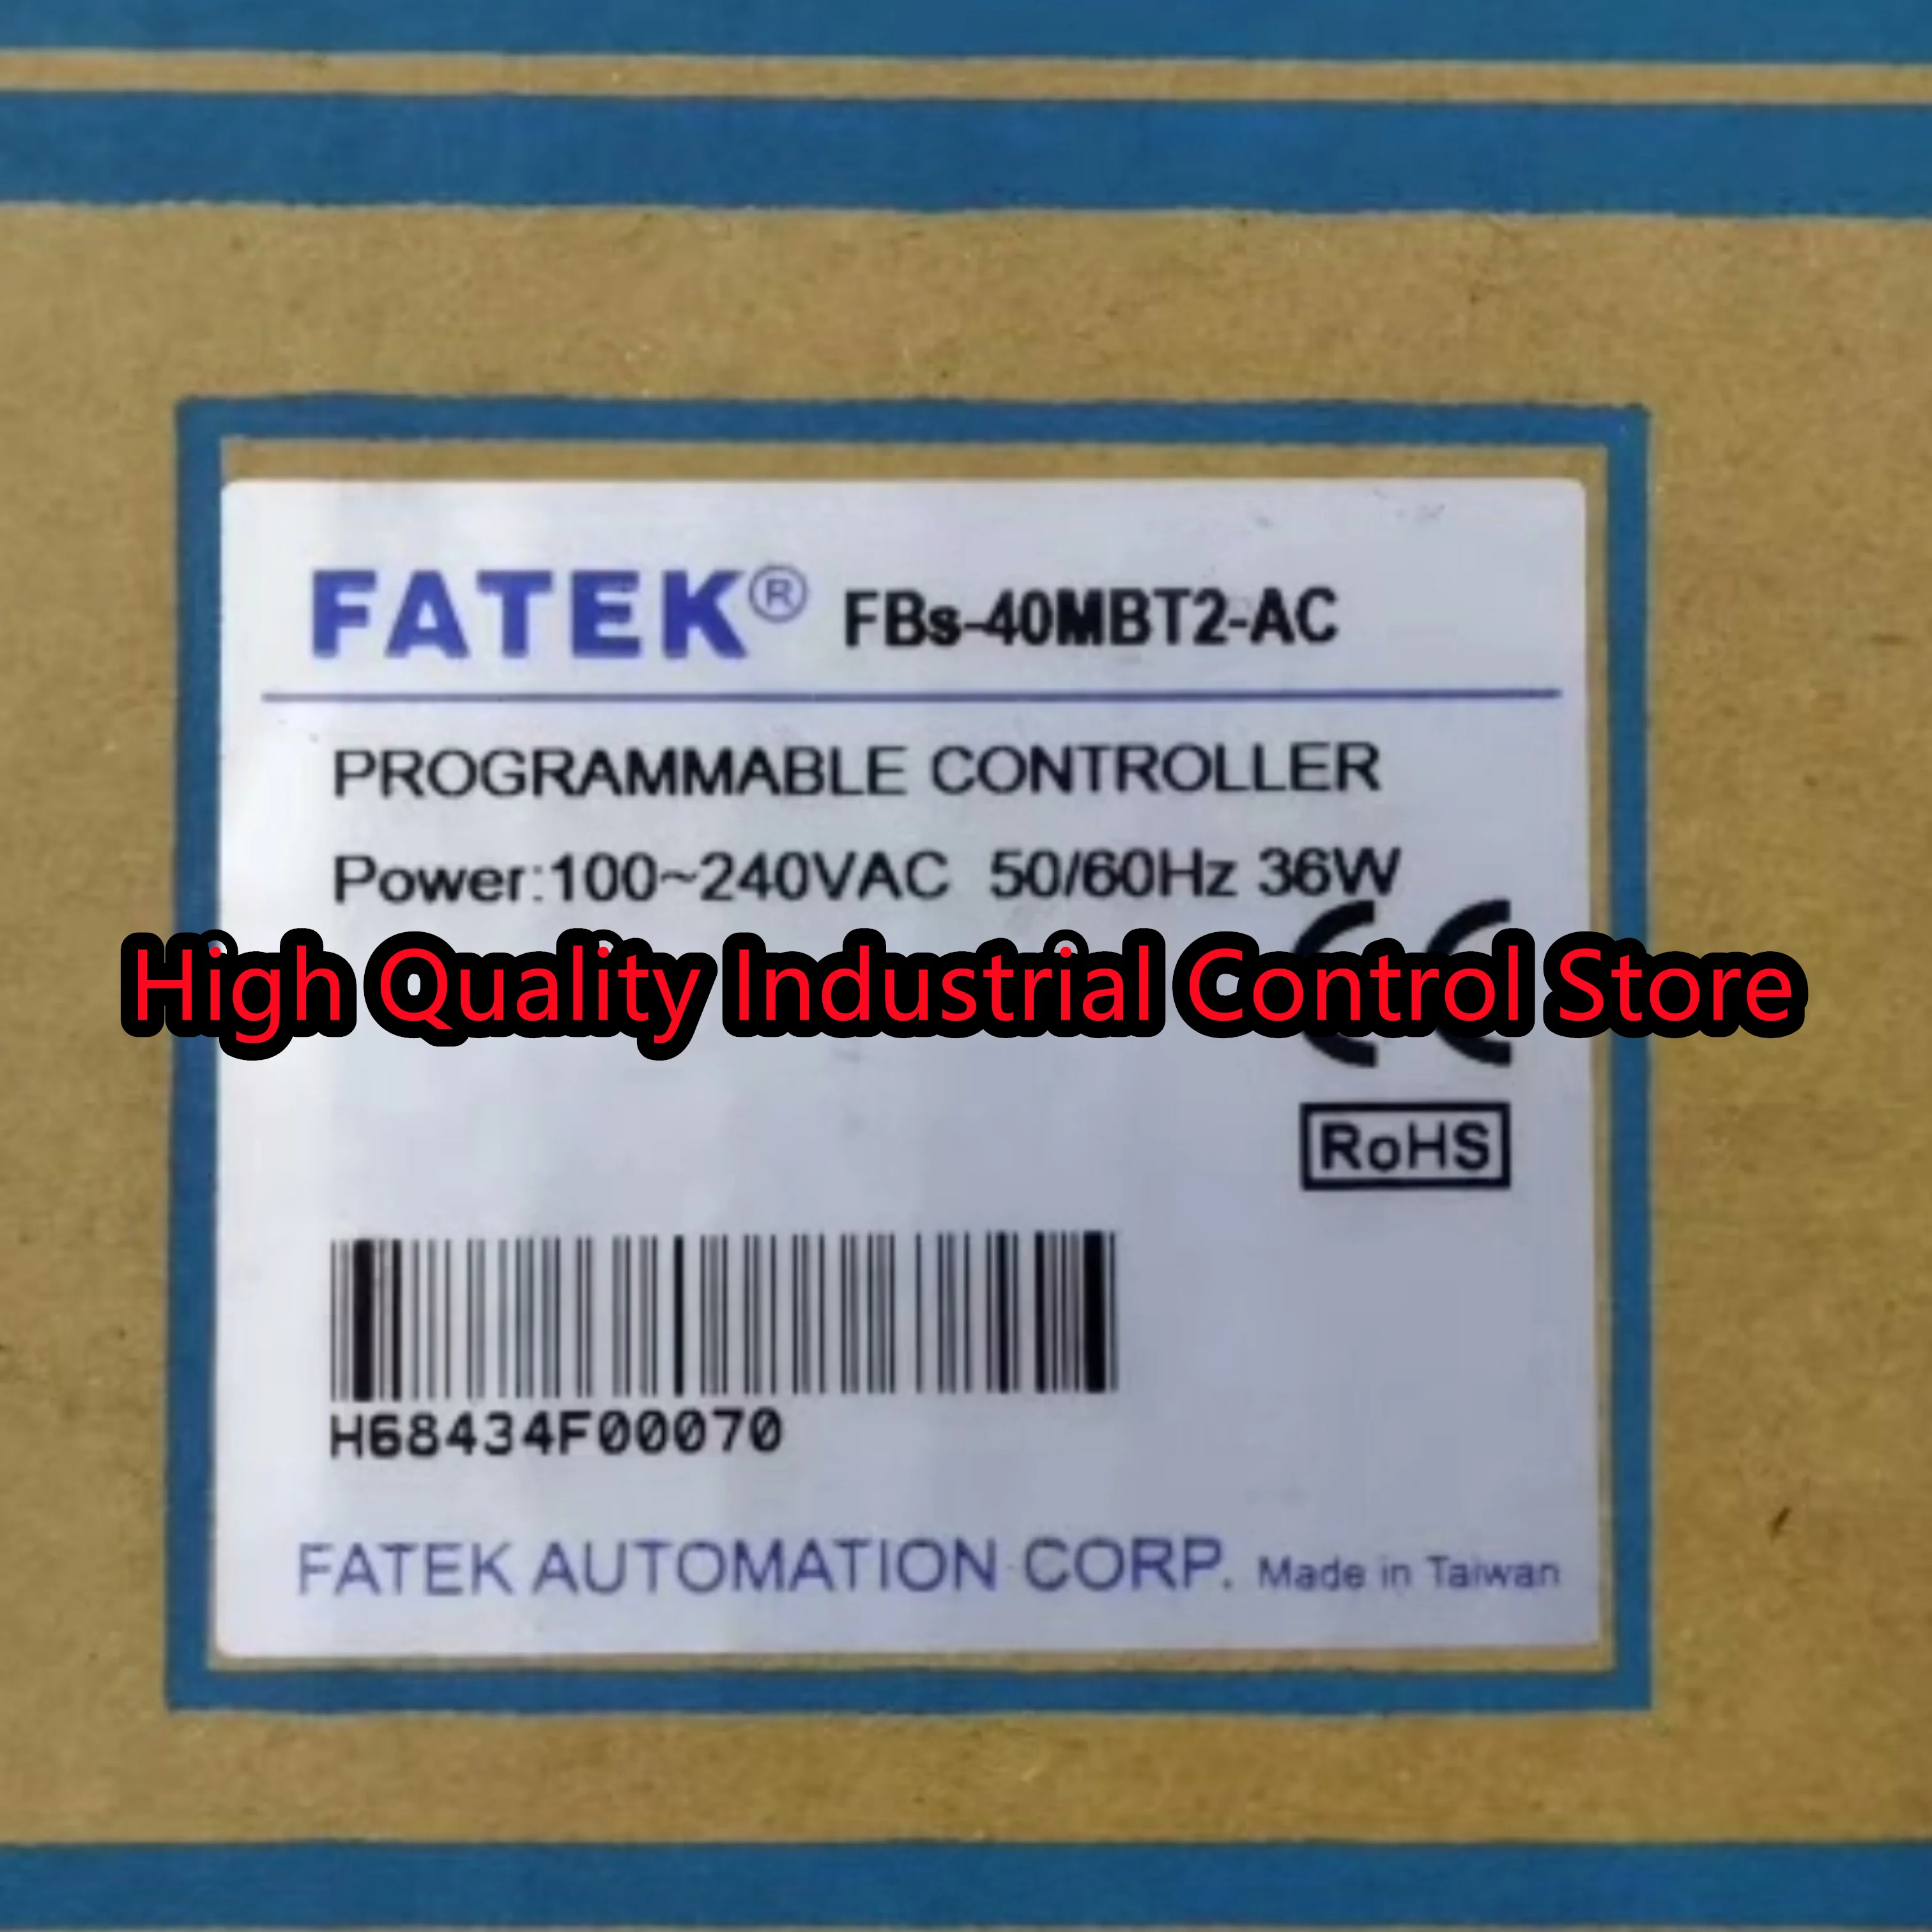 FATEK® FBs-40MBT2-AC
PROGRAMMABLE CONTROLLER
Power:100~240VAC 50/60Hz 36W
High Quality Industrial Control Store
CE
RoHS
H68434F00070
FATEK AUTOMATION CORP. Made in Taiwan